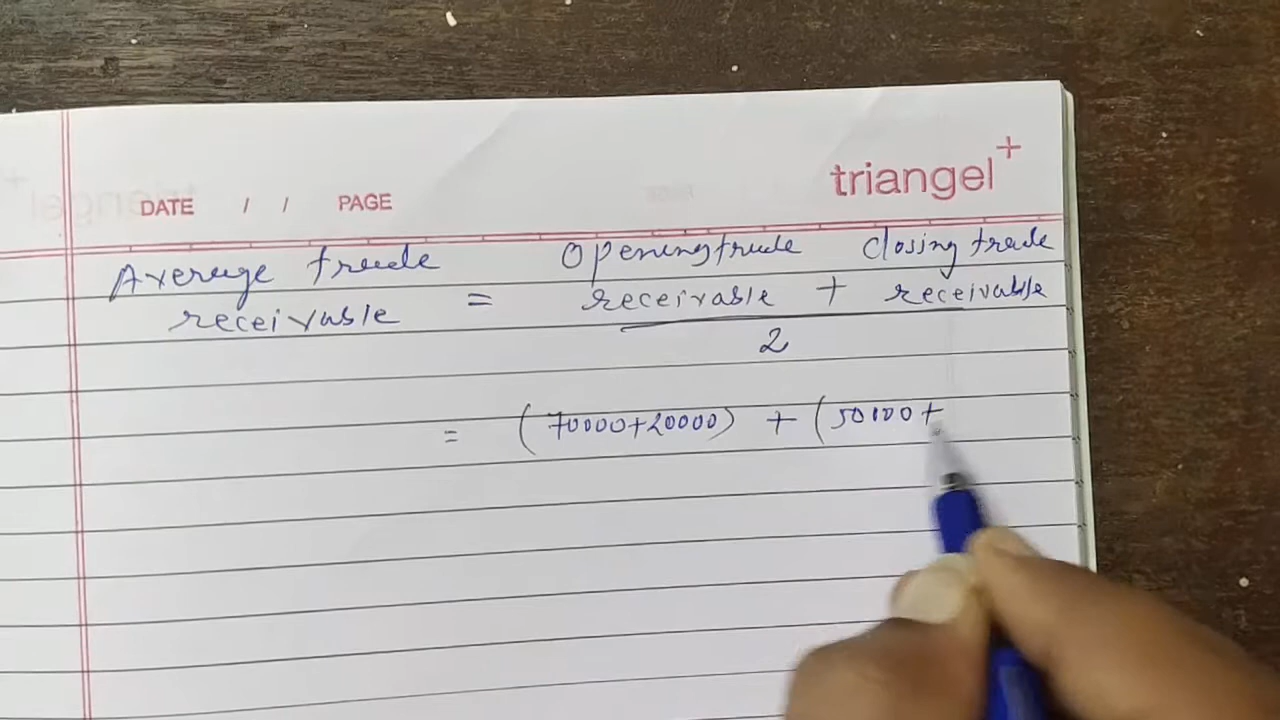 triangel+
DATE / / PAGE
Average trade Opening trade closing trade
receivable = receivable + receivable
2
= (70000+20000) + (50000+